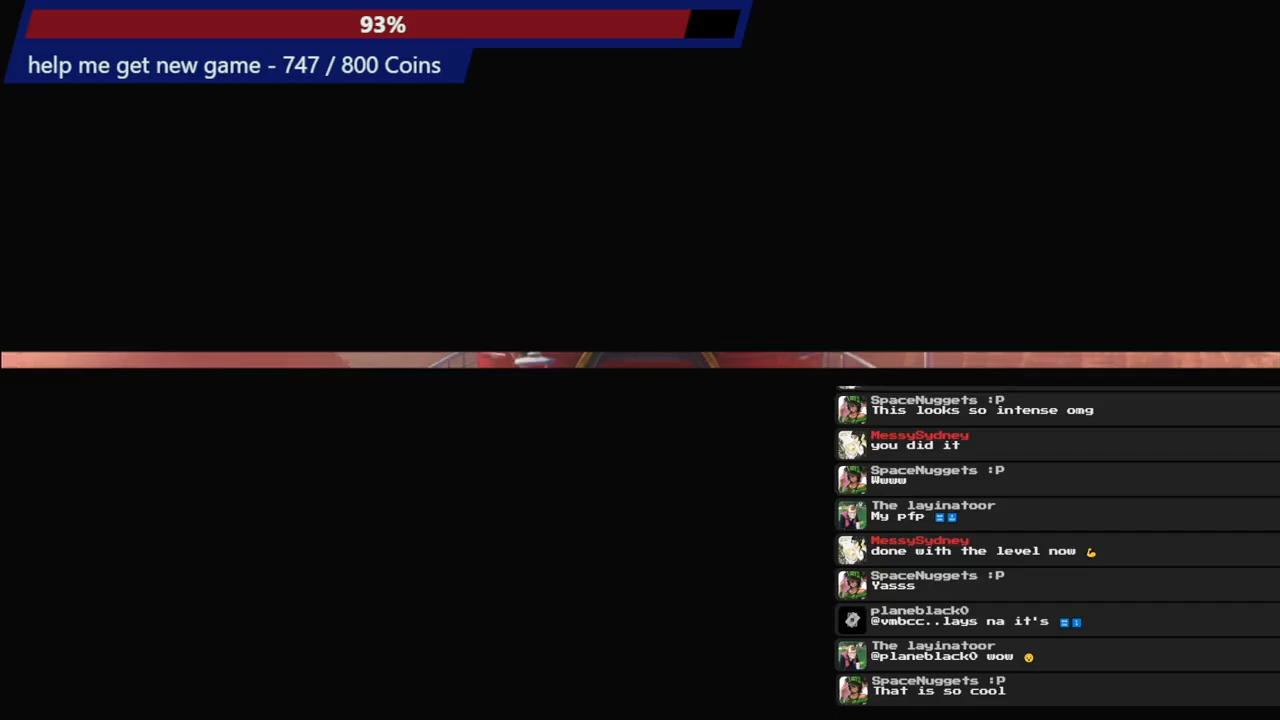 93%
help me get new game - 747 / 800 Coins
SpaceNuggets :P
This looks so intense omg
MessySydney
you did it
SpaceNuggets :P
Wwww
The layinatoor
My pfp
MessySydney
done with the level now 💪
SpaceNuggets :P
Yasss
planeblack0
@vmbcc..lays na it's
The layinatoor
@planeblack0 wow 😮
SpaceNuggets :P
That is so cool